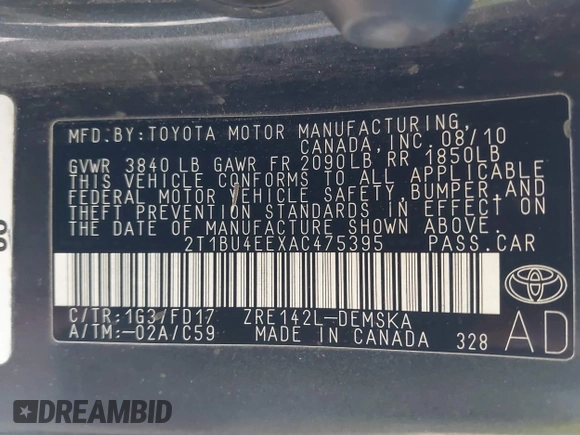 MFD.BY:TOYOTA MOTOR MANUFACTURING,
CANADA, INC. 08/10
GVWR 3840 LB GAWR FR 2090LB RR 1850LB
THIS VEHICLE CONFORMS TO ALL APPLICABLE
FEDERAL MOTOR VEHICLE SAFETY, BUMPER, AND
THEFT PREVENTION STANDARDS IN EFFECT ON
THE DATE OF MANUFACTURE SHOWN ABOVE.
2T1BU4EEXAC475395 PASS.CAR
C/TR:1G3/FD17 ZRE142L-DEMSKA
A/TM:-02A/C59 MADE IN CANADA 328
AD
DREAMBID